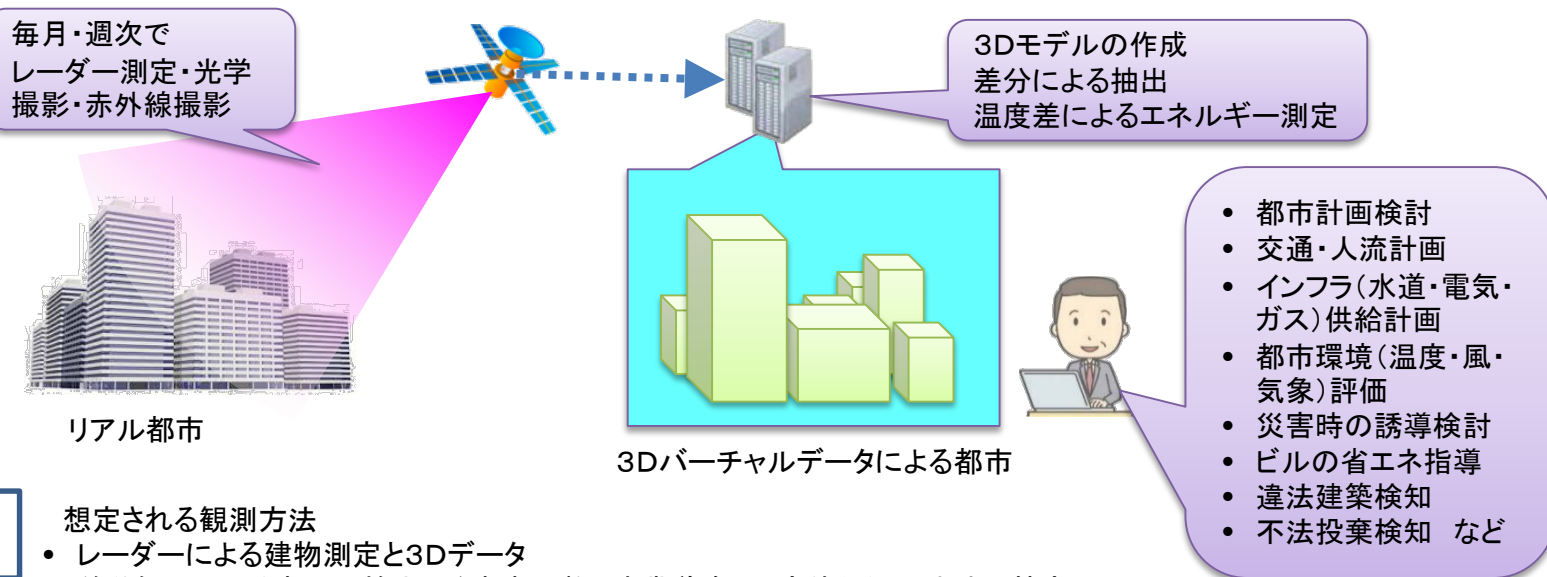 毎月・週次で
レーダー測定・光学
撮影・赤外線撮影
3Dモデルの作成
差分による抽出
温度差によるエネルギー測定
• 都市計画検討
• 交通・人流計画
• インフラ(水道・電気・
ガス)供給計画
• 都市環境(温度・風・
気象)評価
• 災害時の誘導検討
• ビルの省エネ指導
• 違法建築検知
• 不法投棄検知 など
リアル都市
3Dバーチャルデータによる都市
想定される観測方法
• レーダーによる建物測定と3Dデータ